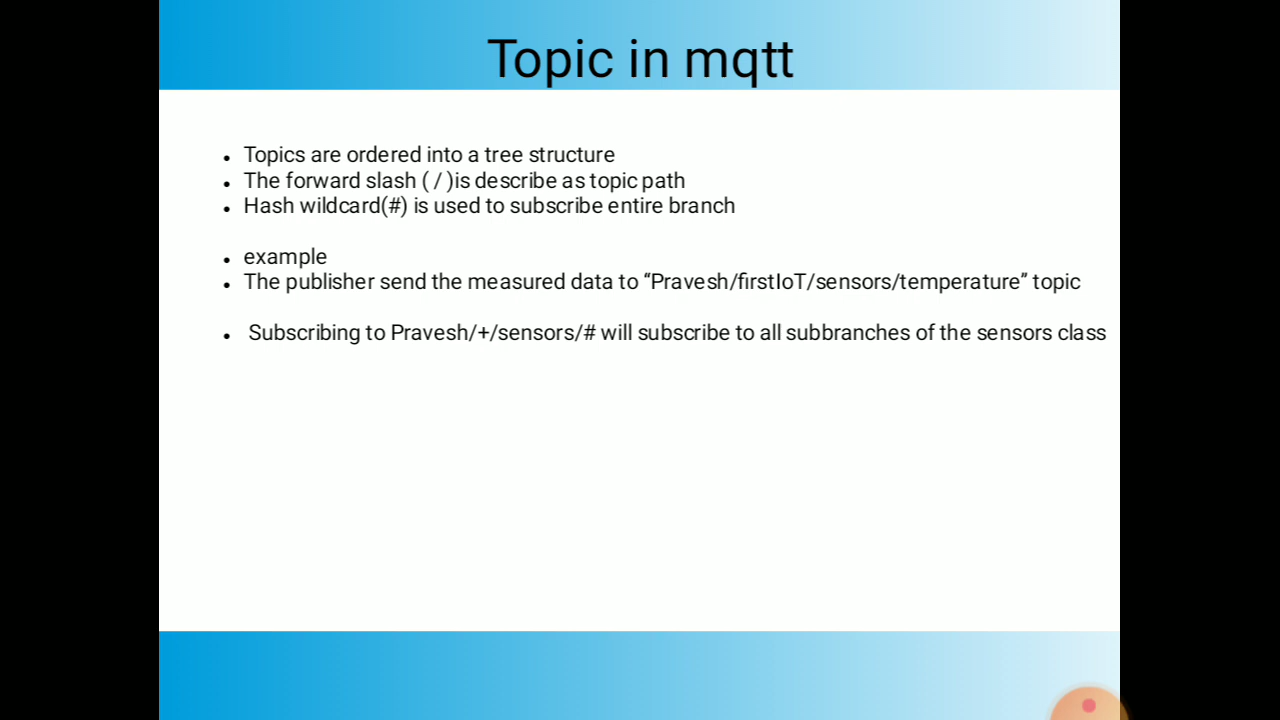 Topic in mqtt
• Topics are ordered into a tree structure
• The forward slash ( / )is describe as topic path
• Hash wildcard(#) is used to subscribe entire branch
• example
• The publisher send the measured data to “Pravesh/firstIoT/sensors/temperature” topic
• Subscribing to Pravesh/+/sensors/# will subscribe to all subbranches of the sensors class